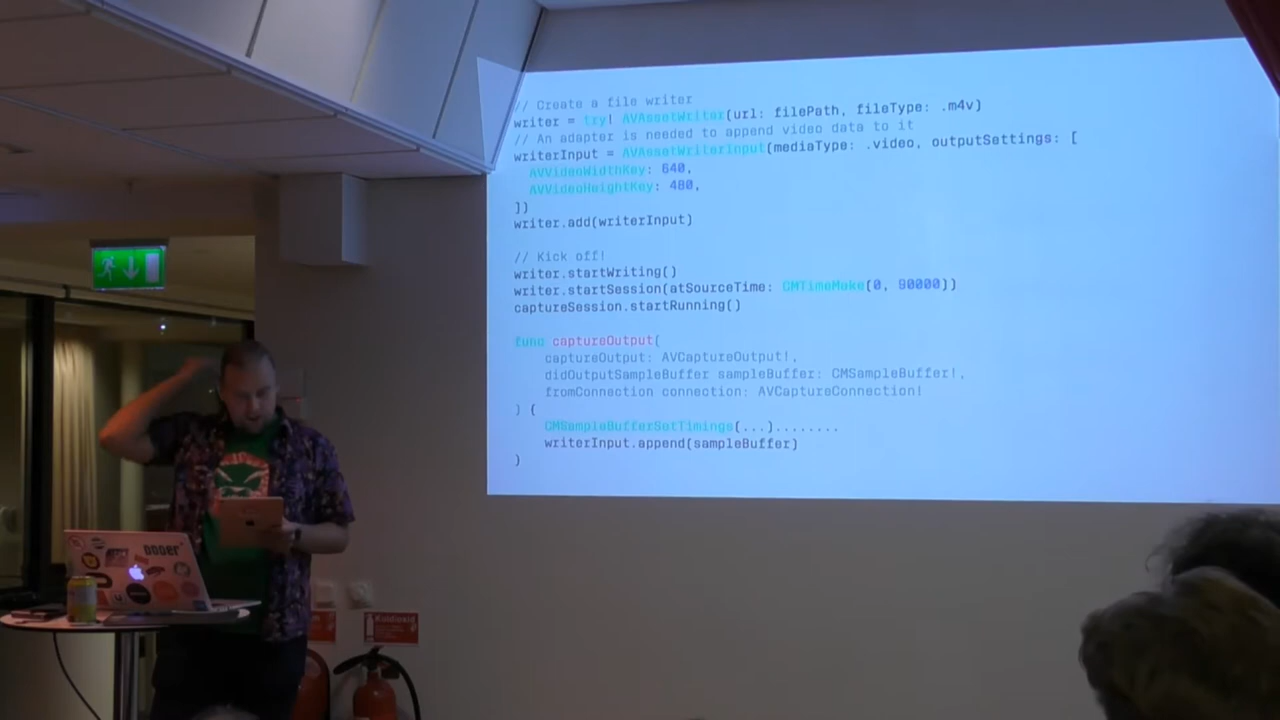 // Create a file writer
writer = try! AVAssetWriter(url: filePath, fileType: .m4v)
// An adapter is needed to append video data to it
writerInput = AVAssetWriterInput(mediaType: .video, outputSettings: [
AVVideoWidthKey: 640,
AVVideoHeightKey: 480,
])
writer.add(writerInput)
// Kick off!
writer.startWriting()
writer.startSession(atSourceTime: CMTimeMake(0, 90000))
captureSession.startRunning()
func captureOutput(
captureOutput: AVCaptureOutput!,
didOutputSampleBuffer sampleBuffer: CMSampleBuffer!,
fromConnection connection: AVCaptureConnection!
) {
CMSampleBufferSetTimings(...)........
writerInput.append(sampleBuffer)
}
Koldioxid